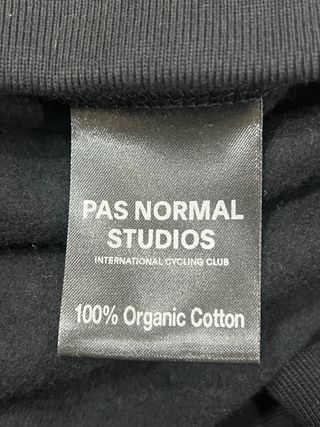 PAS NORMAL
STUDIOS
INTERNATIONAL CYCLING CLUB
100% Organic Cotton